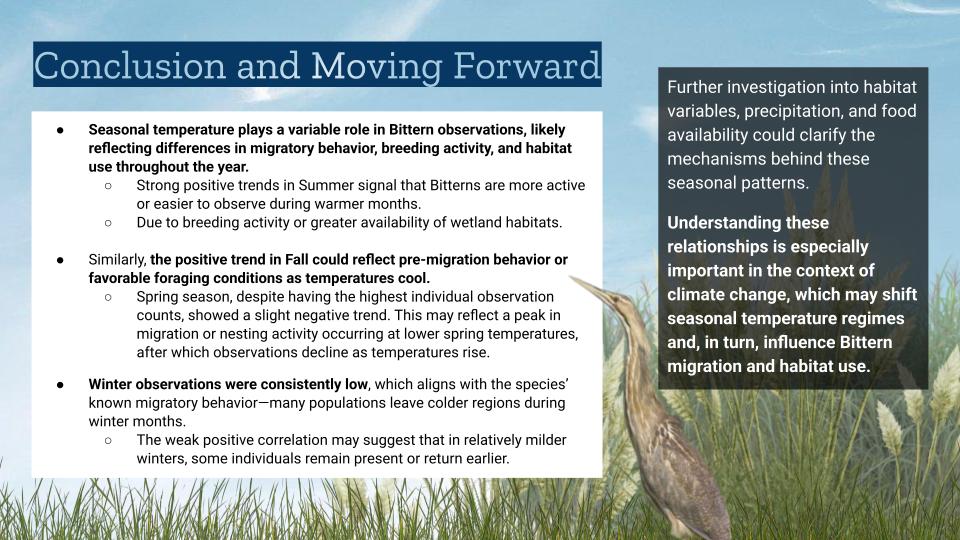 Conclusion and Moving Forward
● Seasonal temperature plays a variable role in Bittern observations, likely
reflecting differences in migratory behavior, breeding activity, and habitat
use throughout the year.
○ Strong positive trends in Summer signal that Bitterns are more active
or easier to observe during warmer months.
○ Due to breeding activity or greater availability of wetland habitats.
● Similarly, the positive trend in Fall could reflect pre-migration behavior or
favorable foraging conditions as temperatures cool.
○ Spring season, despite having the highest individual observation
counts, showed a slight negative trend. This may reflect a peak in
migration or nesting activity occurring at lower spring temperatures,
after which observations decline as temperatures rise.
● Winter observations were consistently low, which aligns with the species’
known migratory behavior—many populations leave colder regions during
winter months.
○ The weak positive correlation may suggest that in relatively milder
winters, some individuals remain present or return earlier.
Further investigation into habitat
variables, precipitation, and food
availability could clarify the
mechanisms behind these
seasonal patterns.
Understanding these
relationships is especially
important in the context of
climate change, which may shift
seasonal temperature regimes
and, in turn, influence Bittern
migration and habitat use.